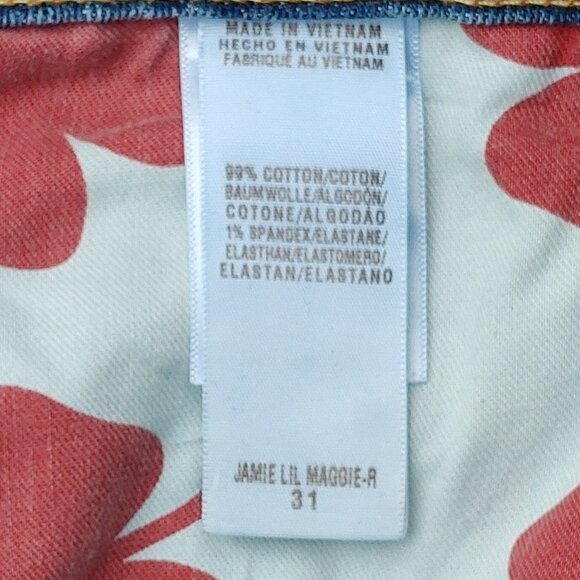 MADE IN VIETNAM
HECHO EN VIETNAM
FABRIQUÉ AU VIETNAM
99% COTTON/COTON/
BAUMWOLLE/ALGODÓN/
COTONE/ALGODÃO
1% SPANDEX/ELASTANE/
ELASTHAN/ELASTOMERO/
ELASTAN/ELASTANO
JAMIE LIL MAGGIE-R
31